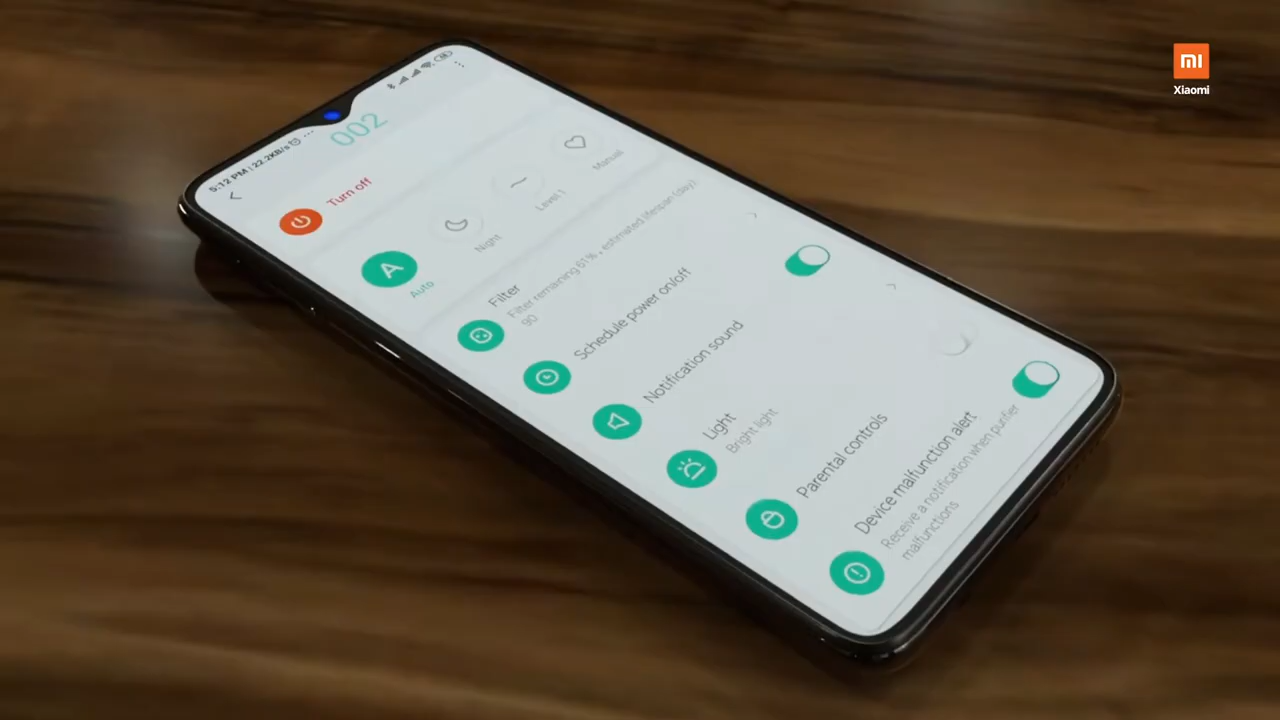 mi
Xiaomi
5:12 PM | 22.2KB/s
002
Turn off
A
Auto
Night
Level 1
Manual
Filter
Filter remaining 61% , estimated lifespan (day)
90
Schedule power on/off
Notification sound
Light
Bright light
Parental controls
Device malfunction alert
Receive a notification when purifier
malfunctions